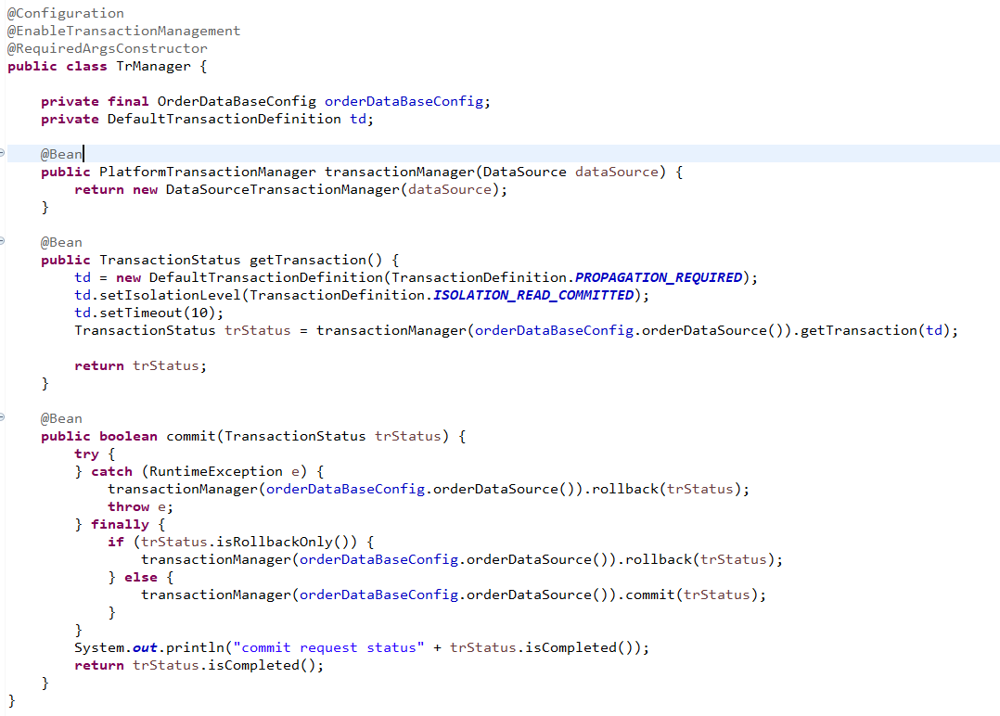 @Configuration
@EnableTransactionManagement
@RequiredArgsConstructor
public class TrManager {
private final OrderDataBaseConfig orderDataBaseConfig;
private DefaultTransactionDefinition td;
@Bean
public PlatformTransactionManager transactionManager(DataSource dataSource) {
return new DataSourceTransactionManager(dataSource);
}
@Bean
public TransactionStatus getTransaction() {
td = new DefaultTransactionDefinition(TransactionDefinition.PROPAGATION_REQUIRED);
td.setIsolationLevel(TransactionDefinition.ISOLATION_READ_COMMITTED);
td.setTimeout(10);
TransactionStatus trStatus = transactionManager(orderDataBaseConfig.orderDataSource()).getTransaction(td);
return trStatus;
}
@Bean
public boolean commit(TransactionStatus trStatus) {
try {
} catch (RuntimeException e) {
transactionManager(orderDataBaseConfig.orderDataSource()).rollback(trStatus);
throw e;
} finally {
if (trStatus.isRollbackOnly()) {
transactionManager(orderDataBaseConfig.orderDataSource()).rollback(trStatus);
} else {
transactionManager(orderDataBaseConfig.orderDataSource()).commit(trStatus);
}
}
System.out.println("commit request status" + trStatus.isCompleted());
return trStatus.isCompleted();
}
}